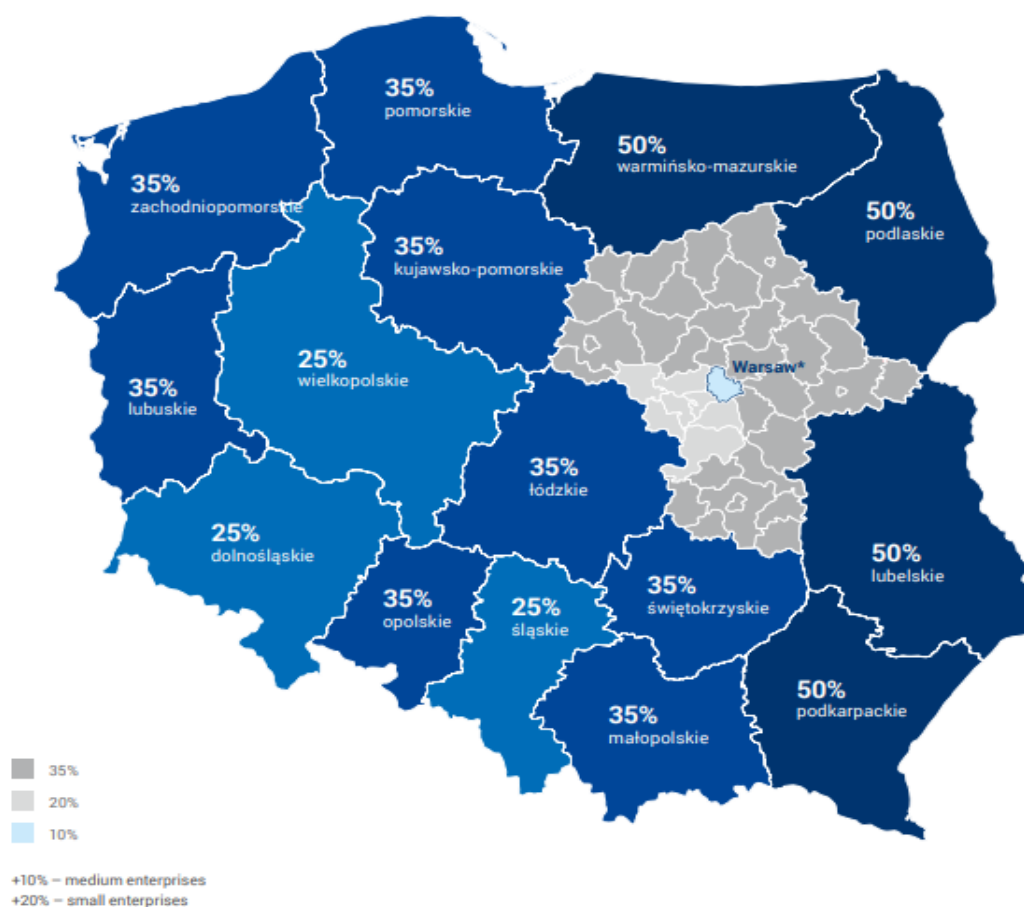 35%
pomorskie
50%
warmińsko-mazurskie
35%
zachodniopomorskie
50%
podlaskie
35%
kujawsko-pomorskie
25%
wielkopolskie
Warsaw*
35%
lubuskie
35%
łódzkie
25%
dolnośląskie
50%
lubelskie
35%
opolskie
25%
śląskie
35%
świętokrzyskie
50%
podkarpackie
35%
małopolskie
35%
20%
10%
+10% – medium enterprises
+20% – small enterprises